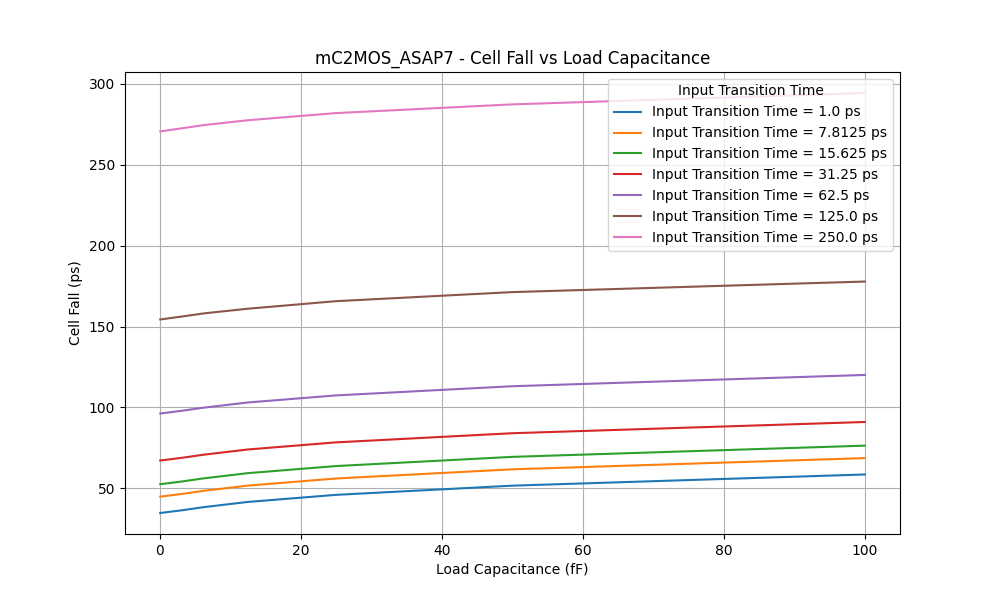 mC2MOS_ASAP7 - Cell Fall vs Load Capacitance
Input Transition Time
Input Transition Time = 1.0 ps
Input Transition Time = 7.8125 ps
Input Transition Time = 15.625 ps
Input Transition Time = 31.25 ps
Input Transition Time = 62.5 ps
Input Transition Time = 125.0 ps
Input Transition Time = 250.0 ps
Cell Fall (ps)
300
250
200
150
100
50
0 20 40 60 80 100
Load Capacitance (fF)